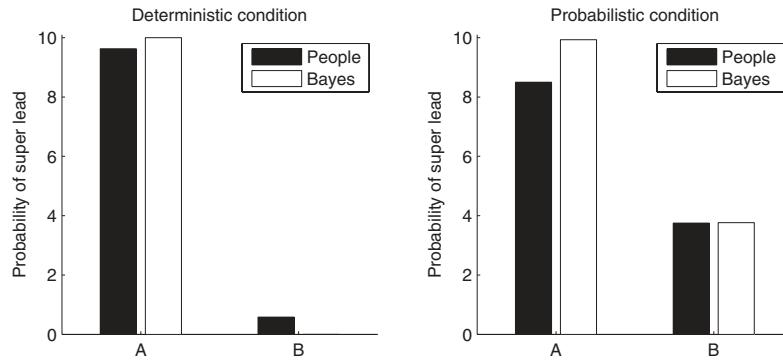 Deterministic condition
Probability of super lead
10
8
6
4
2
0
A
B
People
Bayes
Probabilistic condition
Probability of super lead
10
8
6
4
2
0
A
B
People
Bayes